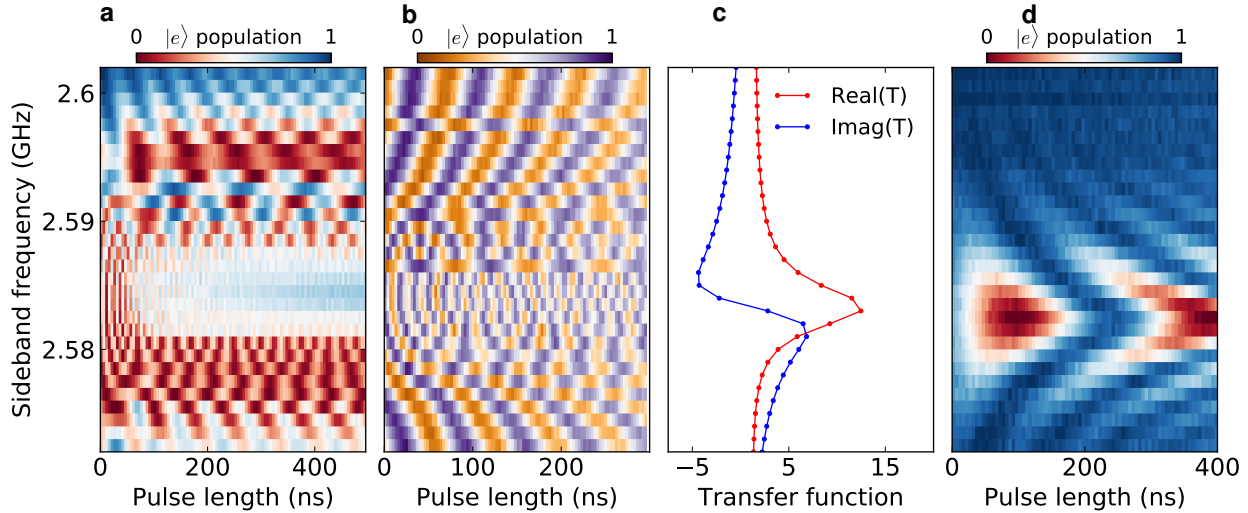 a b c d
0 |e⟩ population 1
0 |e⟩ population 1
0 |e⟩ population 1
Sideband frequency (GHz)
2.6
2.59
2.58
Real(T)
Imag(T)
0 200 400
0 100 200
−5 5 15
0 200 400
Pulse length (ns)
Pulse length (ns)
Transfer function
Pulse length (ns)